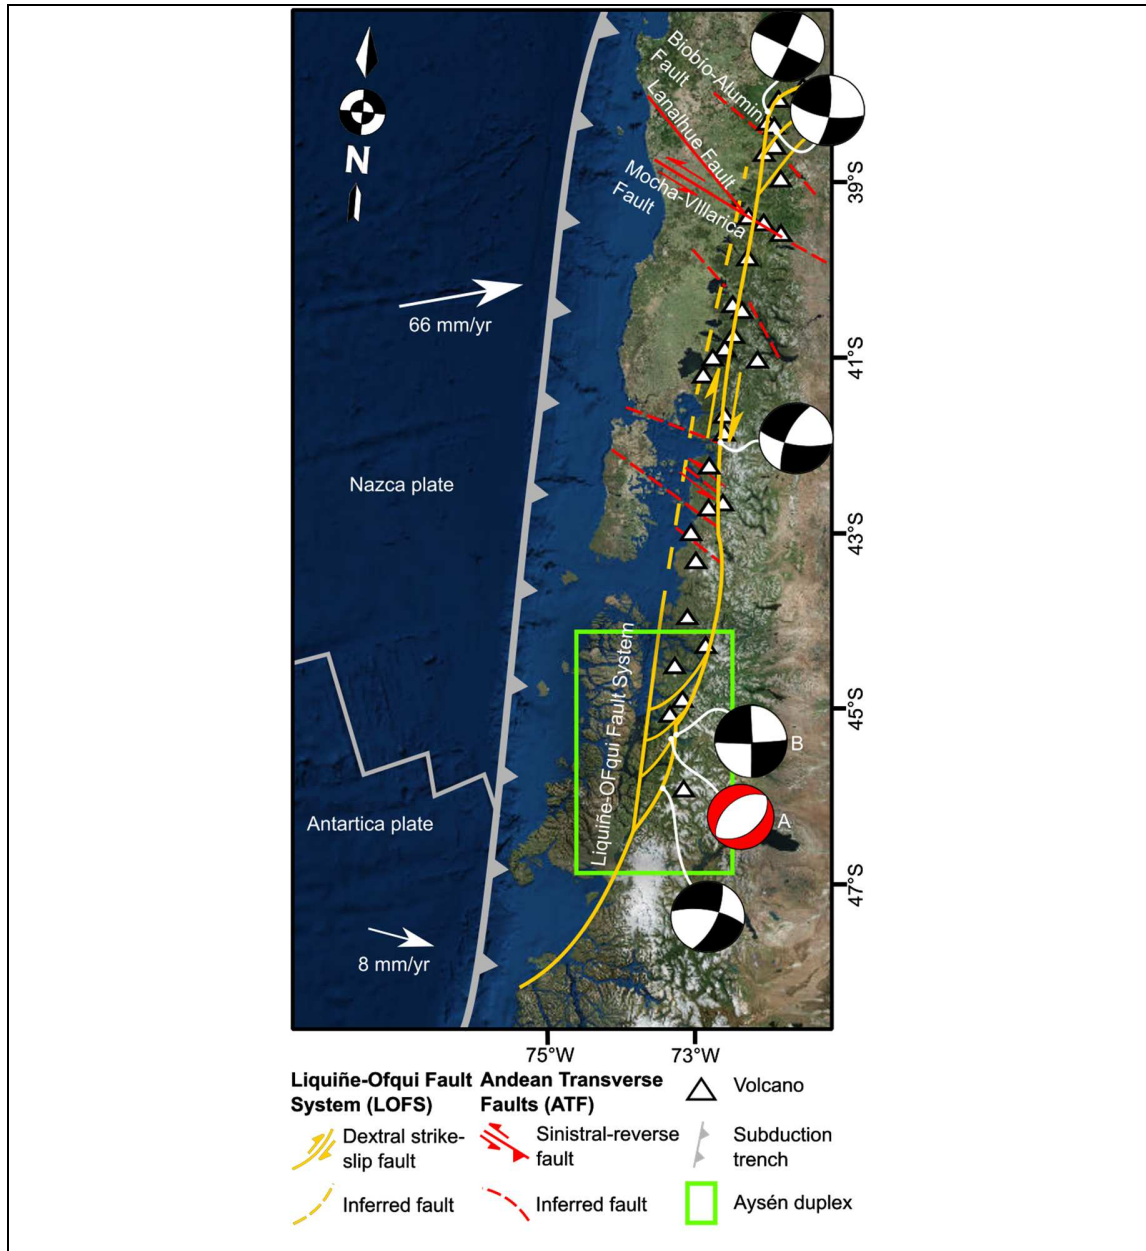 Biobio-Alumini
Fault
Lanalhue Fault
Mocha-VIllarica
Fault
N
39°S
66 mm/yr
41°S
Nazca plate
43°S
Liquiñe-OFqui Fault System
45°S
B
A
Antartica plate
47°S
8 mm/yr
75°W
73°W
Liquiñe-Ofqui Fault
System (LOFS)
Dextral strike-
slip fault
Inferred fault
Andean Transverse
Faults (ATF)
Sinistral-reverse
fault
Inferred fault
Volcano
Subduction
trench
Aysén duplex